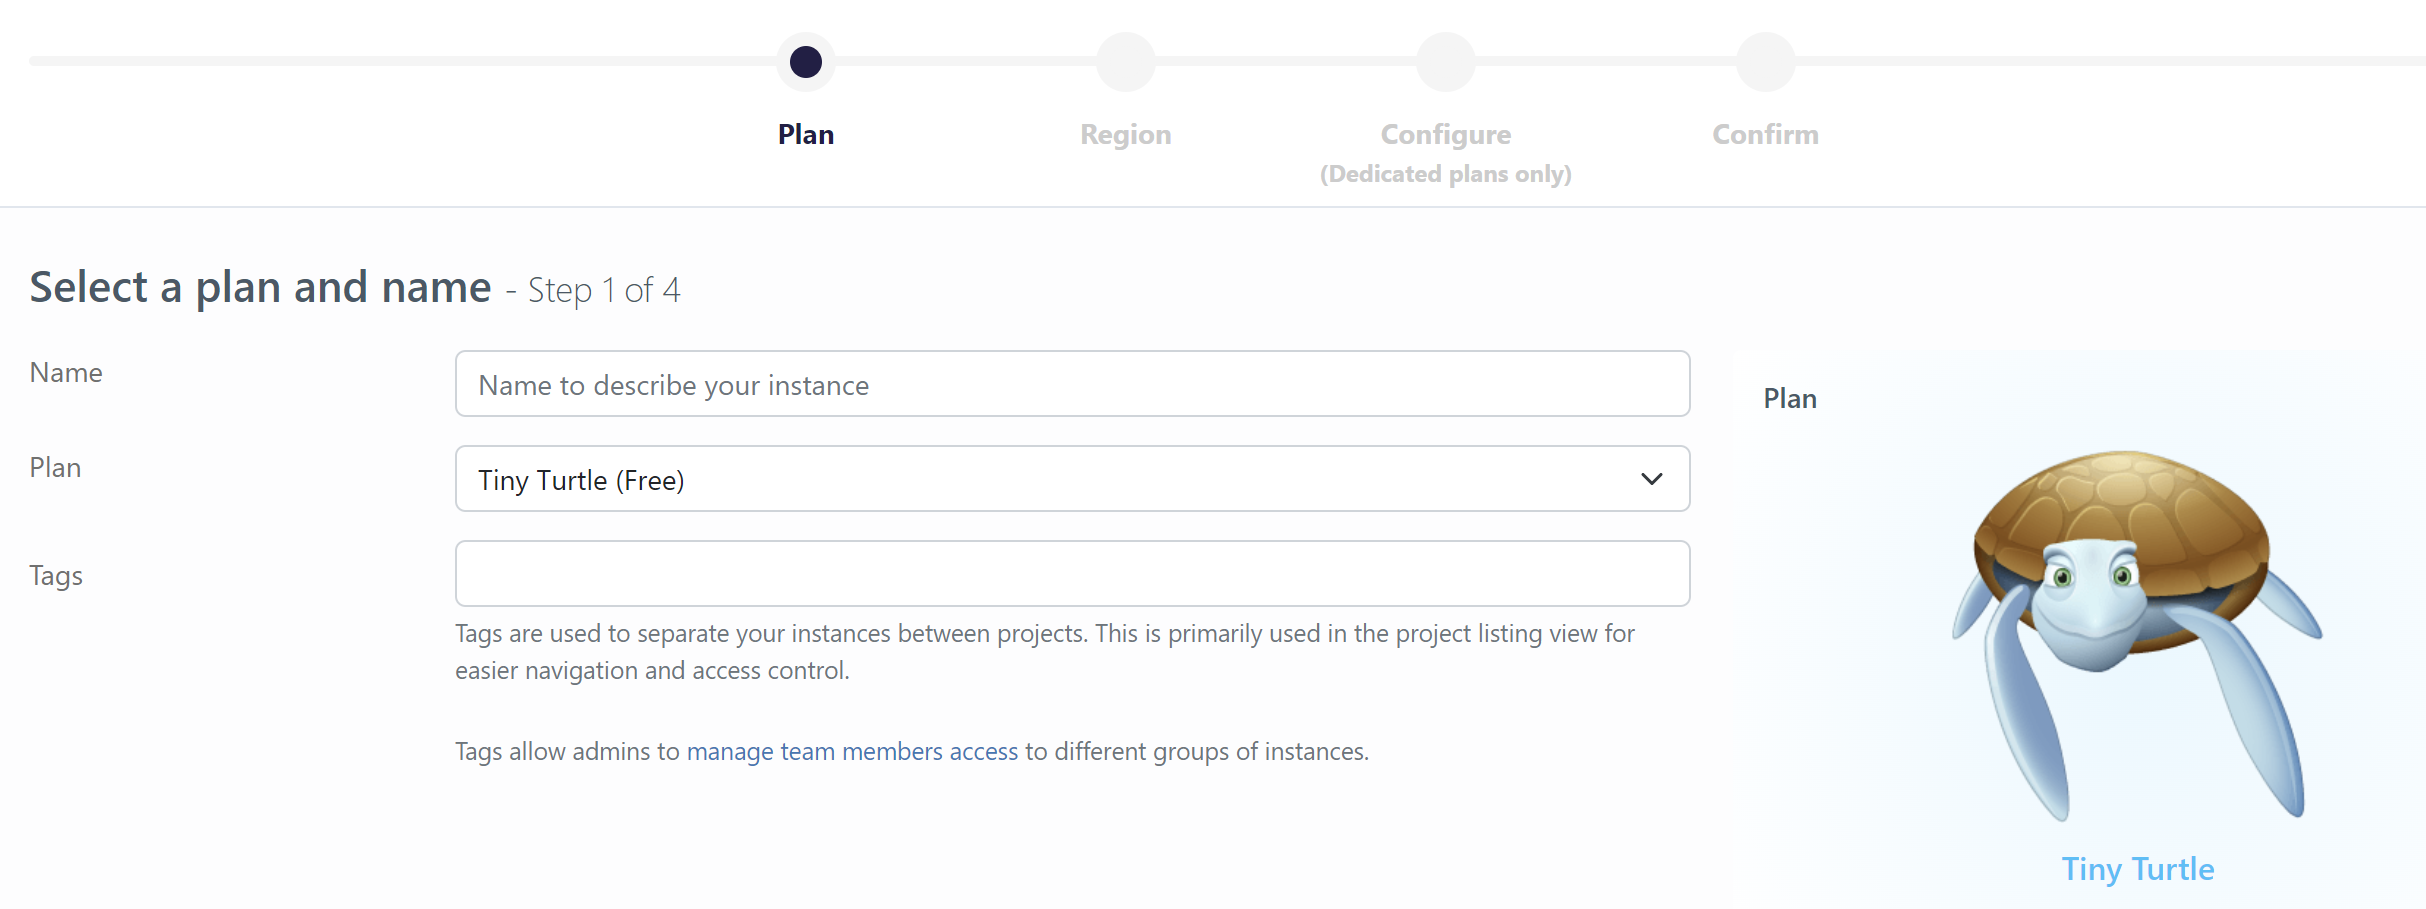 Plan
Region
Configure
(Dedicated plans only)
Confirm
Select a plan and name - Step 1 of 4
Name
Name to describe your instance
Plan
Tiny Turtle (Free)
Tags
Tags are used to separate your instances between projects. This is primarily used in the project listing view for
easier navigation and access control.
Tags allow admins to manage team members access to different groups of instances.
Plan
Tiny Turtle